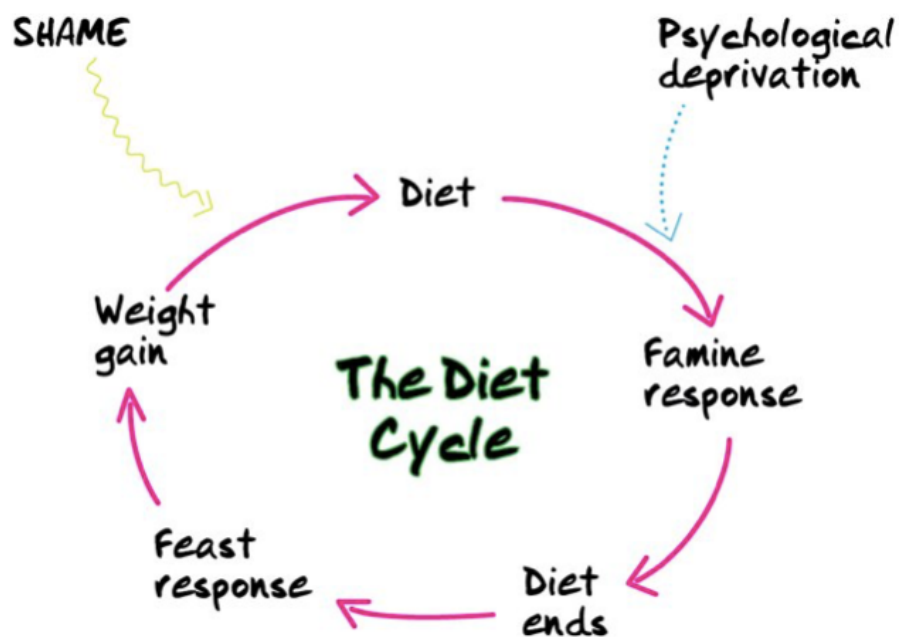 SHAME
Psychological
deprivation
Diet
Weight
gain
Famine
response
The Diet
Cycle
Feast
response
Diet
ends